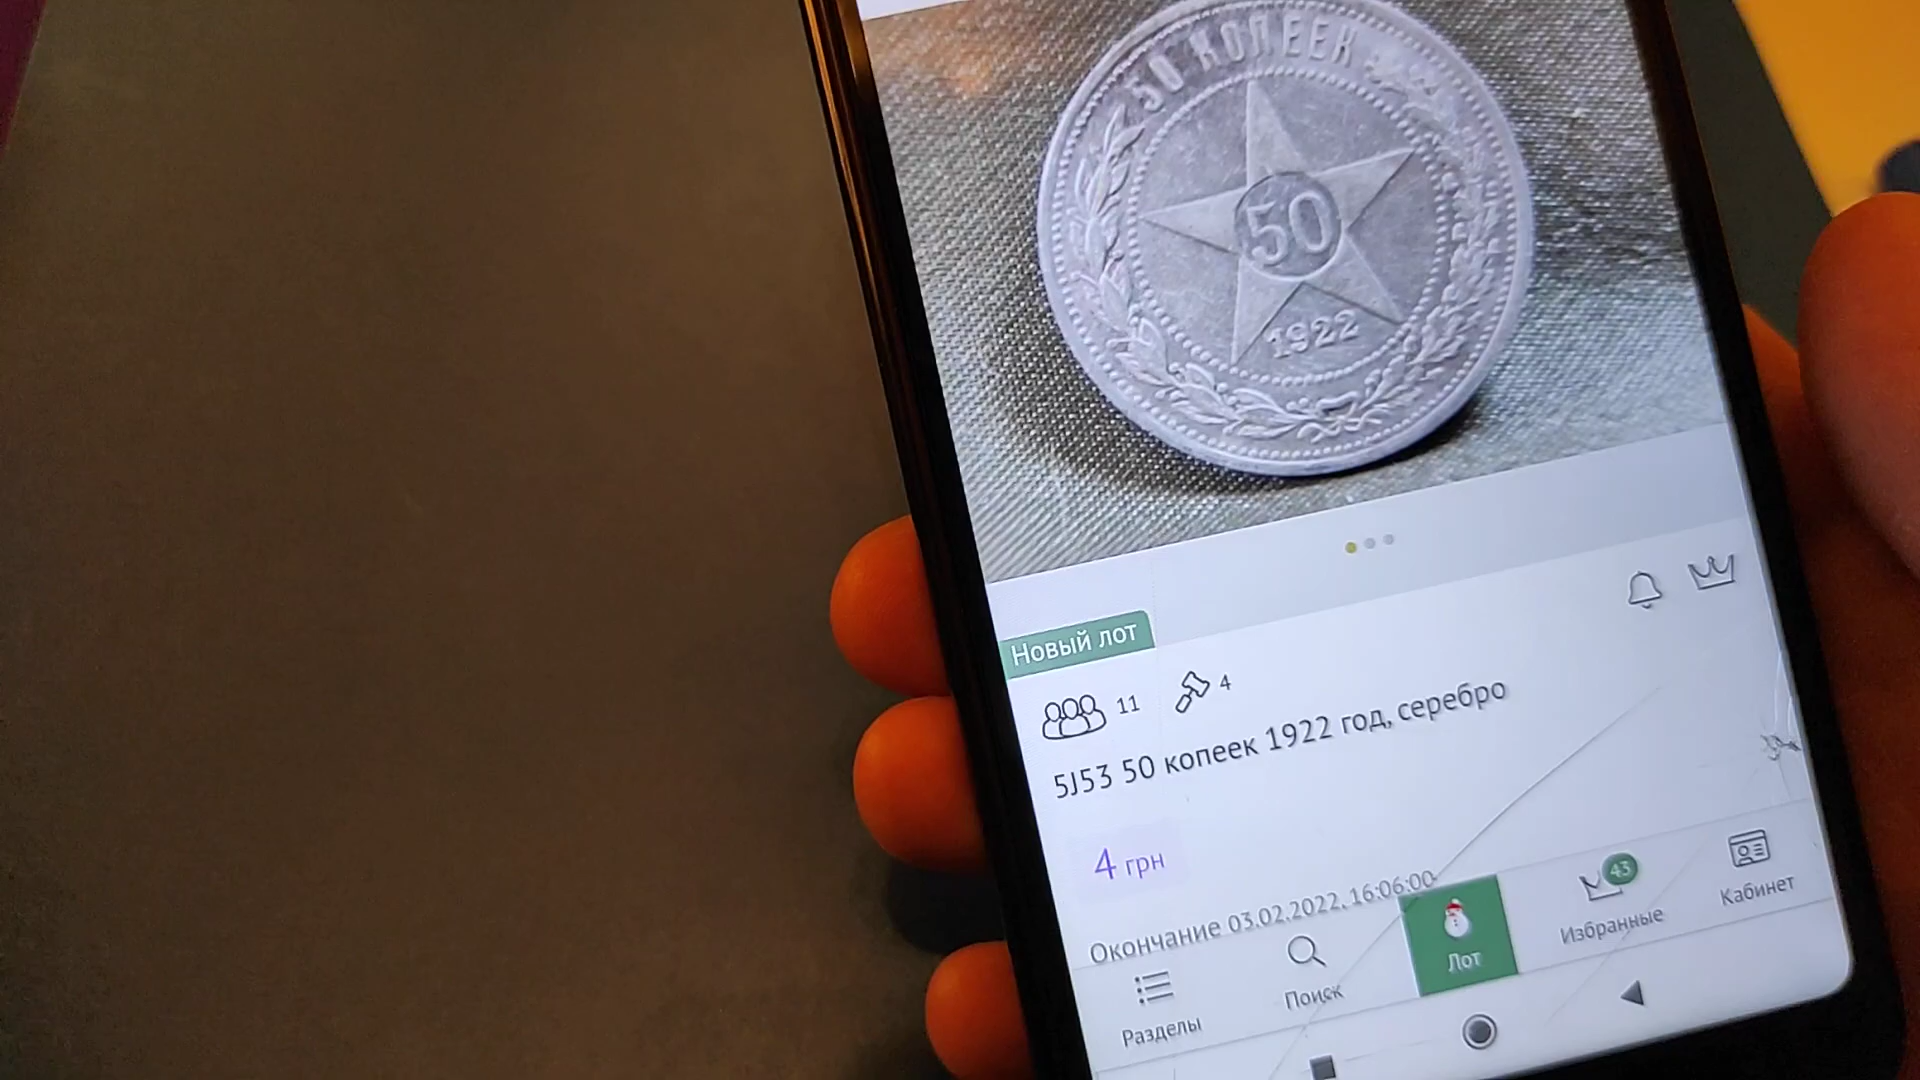 50 КОПЕЕК
50
1922
Новый лот
11 4
5J53 50 копеек 1922 год, серебро
4 грн
Окончание 03.02.2022, 16:06:00
Разделы
Поиск
Лот
43
Избранные
Кабинет